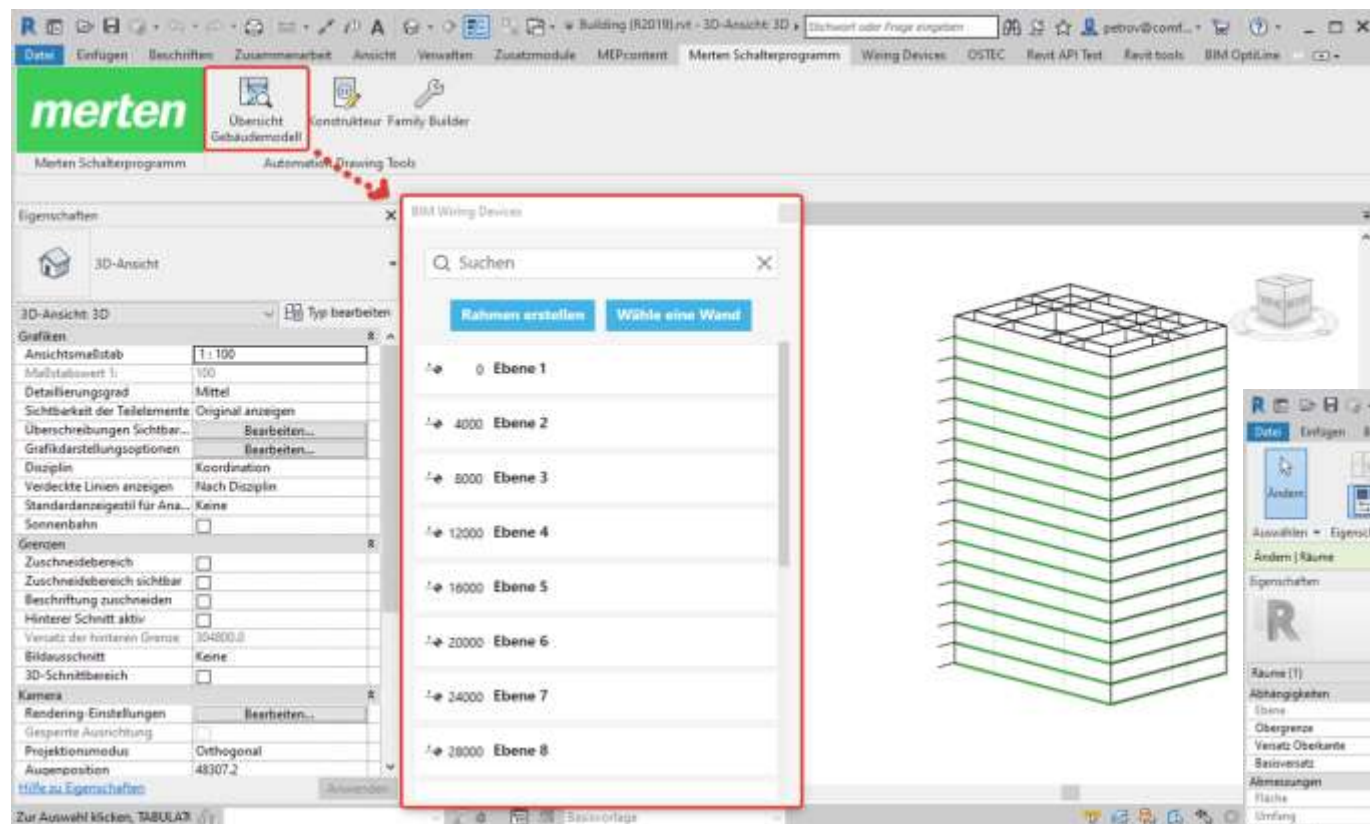 Building (R2019).rvt - 3D-Ansicht: 3D
Stichwort oder Frage eingeben
petrov@comf...
Datei Einfügen Beschriften Zusammenarbeit Ansicht Verwalten Zusatzmodule MEPcontent Merten Schalterprogramm Wiring Devices OSTEC Revit API Test Revit tools BIM OptiLine
merten
Übersicht Gebäudemodell
Konstrukteur
Family Builder
Merten Schalterprogramm
Automation Drawing Tools
Eigenschaften
3D-Ansicht
3D-Ansicht: 3D
Typ bearbeiten
Grafiken
Ansichtsmaßstab 1 : 100
Maßstabswert 1: 100
Detaillierungsgrad Mittel
Sichtbarkeit der Teilelemente Original anzeigen
Überschreibungen Sichtbar... Bearbeiten...
Grafikdarstellungsoptionen Bearbeiten...
Disziplin Koordination
Verdeckte Linien anzeigen Nach Disziplin
Standardanzeigestil für Ana... Keine
Sonnenbahn
Grenzen
Zuschneidebereich
Zuschneidebereich sichtbar
Beschriftung zuschneiden
Hinterer Schnitt aktiv
Versatz der hinteren Grenze 304800.0
Bildausschnitt Keine
3D-Schnittbereich
Kamera
Rendering-Einstellungen Bearbeiten...
Gesperrte Ausrichtung
Projektionsmodus Orthogonal
Augenposition 48307.2
Hilfe zu Eigenschaften
Anwenden
Zur Auswahl klicken, TABULAT
BIM Wiring Devices
Suchen
Rahmen erstellen
Wähle eine Wand
0 Ebene 1
4000 Ebene 2
8000 Ebene 3
12000 Ebene 4
16000 Ebene 5
20000 Ebene 6
24000 Ebene 7
28000 Ebene 8
Basisvorlage
Datei Einfügen
Ändern
Auswählen Eigensch
Ändern | Räume
Eigenschaften
Räume (1)
Abhängigkeiten
Ebene
Obergrenze
Versatz Oberkante
Basisversatz
Abmessungen
Fläche
Umfang